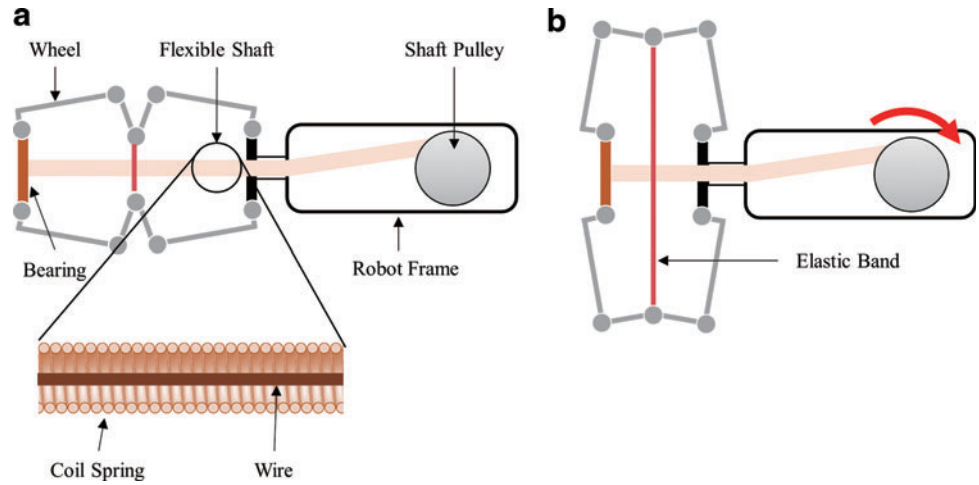 a
Wheel
Flexible Shaft
Shaft Pulley
Bearing
Robot Frame
Coil Spring
Wire
b
Elastic Band